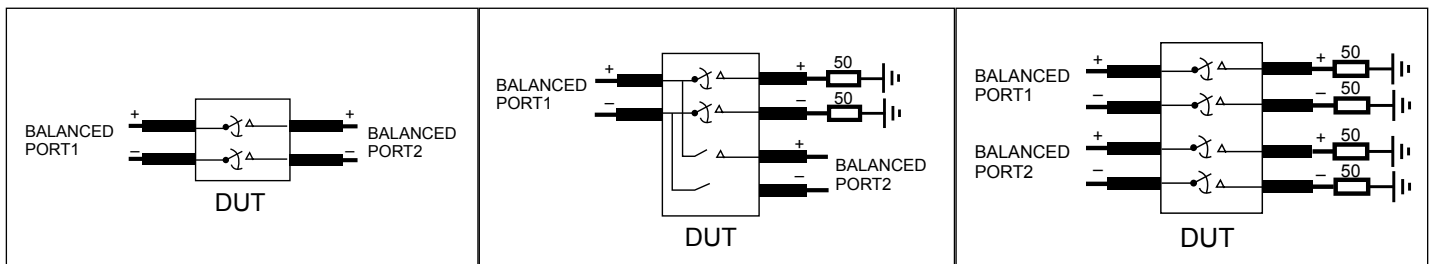 +
BALANCED
PORT1
–
+
BALANCED
PORT2
–
DUT
+
BALANCED
PORT1
–
+
50
–
50
+
BALANCED
PORT2
–
DUT
+
BALANCED
PORT1
–
+
BALANCED
PORT2
–
+
50
–
50
+
50
–
50
DUT